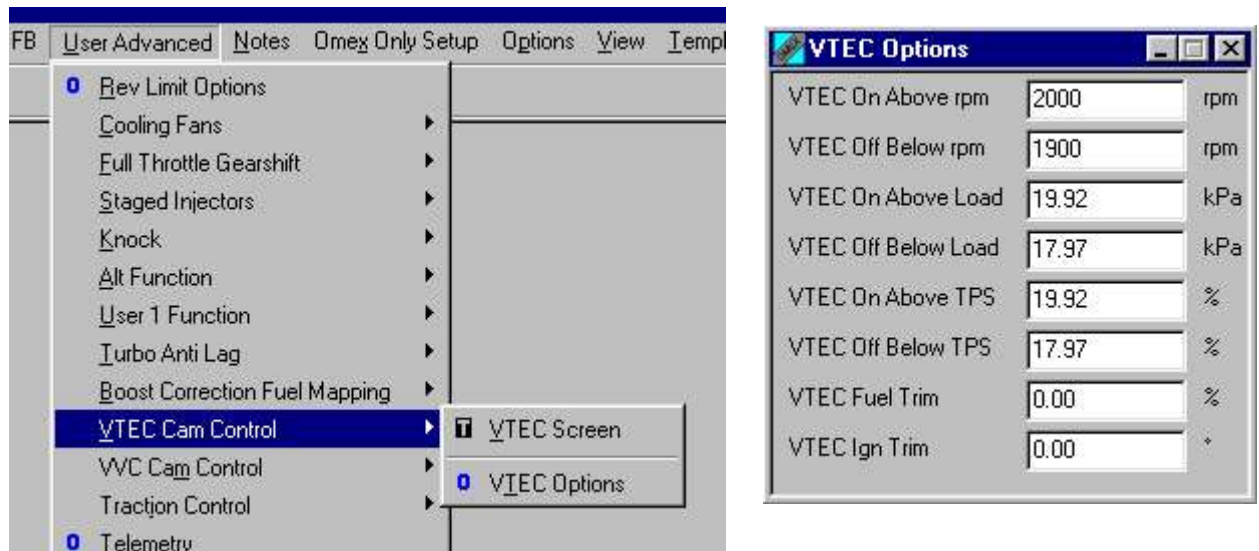 FB User Advanced Notes Omex Only Setup Options View Templ
Rev Limit Options
Cooling Fans
Full Throttle Gearshift
Staged Injectors
Knock
Alt Function
User 1 Function
Turbo Anti Lag
Boost Correction Fuel Mapping
VTEC Cam Control
VVC Cam Control
Traction Control
Telemetry
VTEC Screen
VTEC Options
VTEC Options
VTEC On Above rpm 2000 rpm
VTEC Off Below rpm 1900 rpm
VTEC On Above Load 19.92 kPa
VTEC Off Below Load 17.97 kPa
VTEC On Above TPS 19.92 %
VTEC Off Below TPS 17.97 %
VTEC Fuel Trim 0.00 %
VTEC Ign Trim 0.00 °